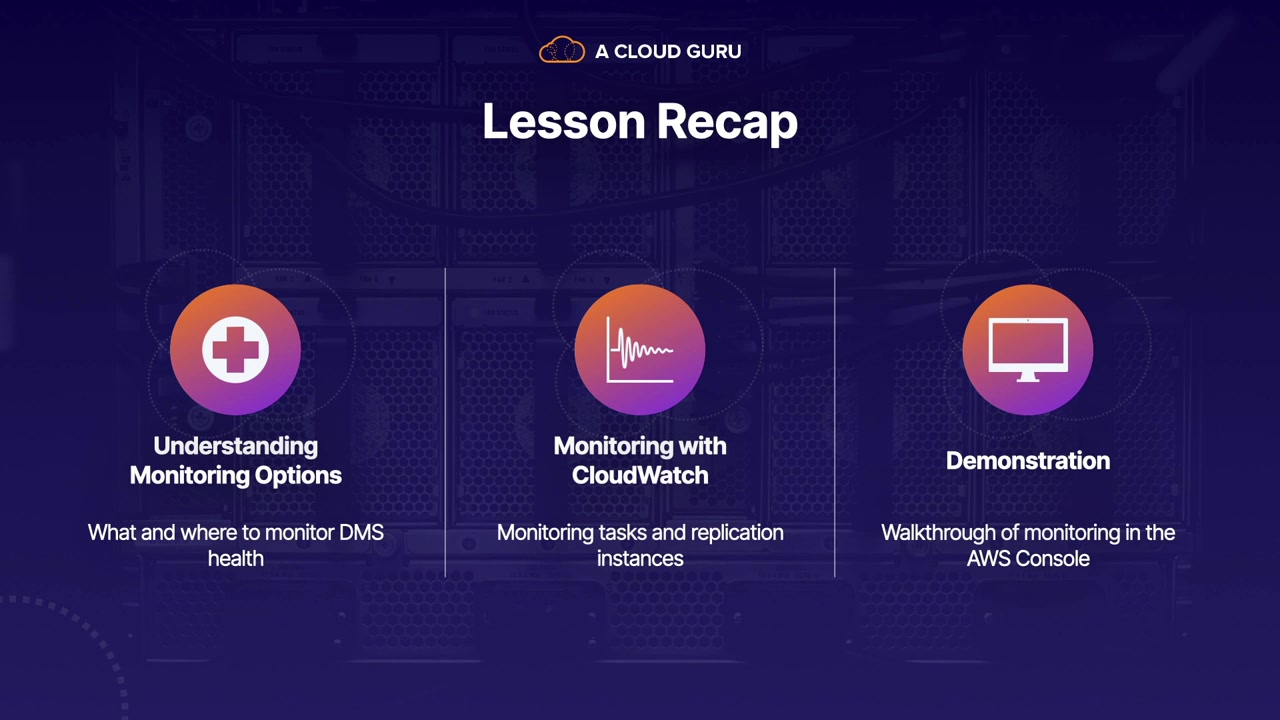 A CLOUD GURU
Lesson Recap
Understanding
Monitoring Options
What and where to monitor DMS
health
Monitoring with
CloudWatch
Monitoring tasks and replication
instances
Demonstration
Walkthrough of monitoring in the
AWS Console